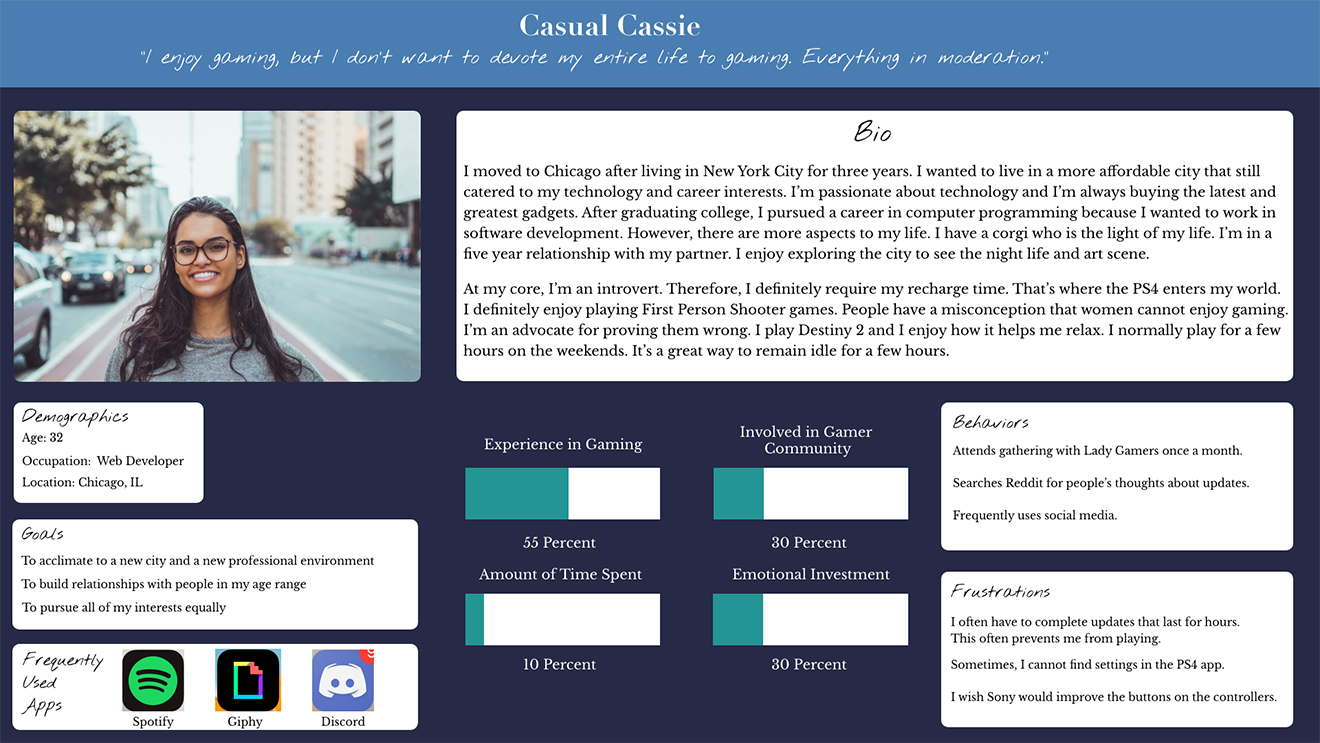 Casual Cassie
"I enjoy gaming, but I don't want to devote my entire life to gaming. Everything in moderation."
Bio
I moved to Chicago after living in New York City for three years. I wanted to live in a more affordable city that still
catered to my technology and career interests. I'm passionate about technology and I'm always buying the latest and
greatest gadgets. After graduating college, I pursued a career in computer programming because I wanted to work in
software development. However, there are more aspects to my life. I have a corgi who is the light of my life. I'm in a
five year relationship with my partner. I enjoy exploring the city to see the night life and art scene.
At my core, I'm an introvert. Therefore, I definitely require my recharge time. That's where the PS4 enters my world.
I definitely enjoy playing First Person Shooter games. People have a misconception that women cannot enjoy gaming.
I'm an advocate for proving them wrong. I play Destiny 2 and I enjoy how it helps me relax. I normally play for a few
hours on the weekends. It's a great way to remain idle for a few hours.
Demographics
Age: 32
Occupation: Web Developer
Location: Chicago, IL
Goals
To acclimate to a new city and a new professional environment
To build relationships with people in my age range
To pursue all of my interests equally
Frequently
Used
Apps
Spotify
Giphy
Discord
Experience in Gaming
55 Percent
Involved in Gamer
Community
30 Percent
Amount of Time Spent
10 Percent
Emotional Investment
30 Percent
Behaviors
Attends gathering with Lady Gamers once a month.
Searches Reddit for people's thoughts about updates.
Frequently uses social media.
Frustrations
I often have to complete updates that last for hours.
This often prevents me from playing.
Sometimes, I cannot find settings in the PS4 app.
I wish Sony would improve the buttons on the controllers.